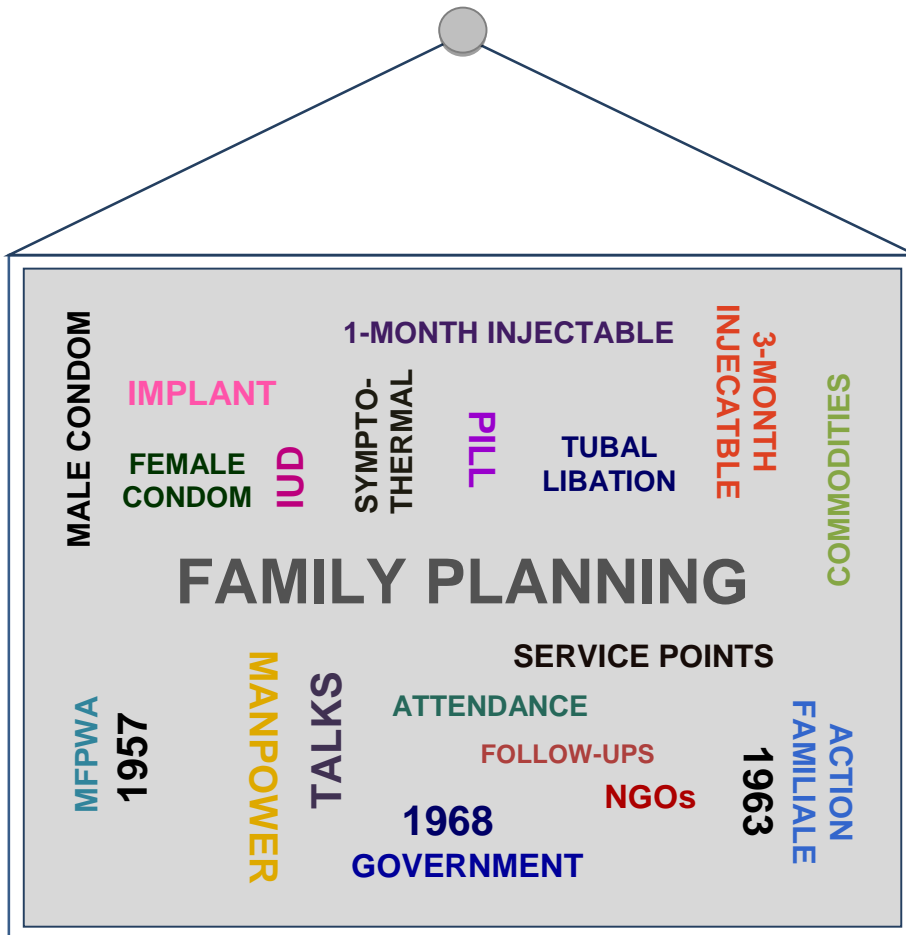 MALE CONDOM
1-MONTH INJECTABLE
3-MONTH
INJECATBLE
IMPLANT
SYMPTO-
THERMAL
COMMODITIES
FEMALE
CONDOM
IUD
PILL
TUBAL
LIBATION
FAMILY PLANNING
SERVICE POINTS
MANPOWER
TALKS
ATTENDANCE
MFPWA
1957
FOLLOW-UPS
NGOs
1963
ACTION
FAMILIALE
1968
GOVERNMENT